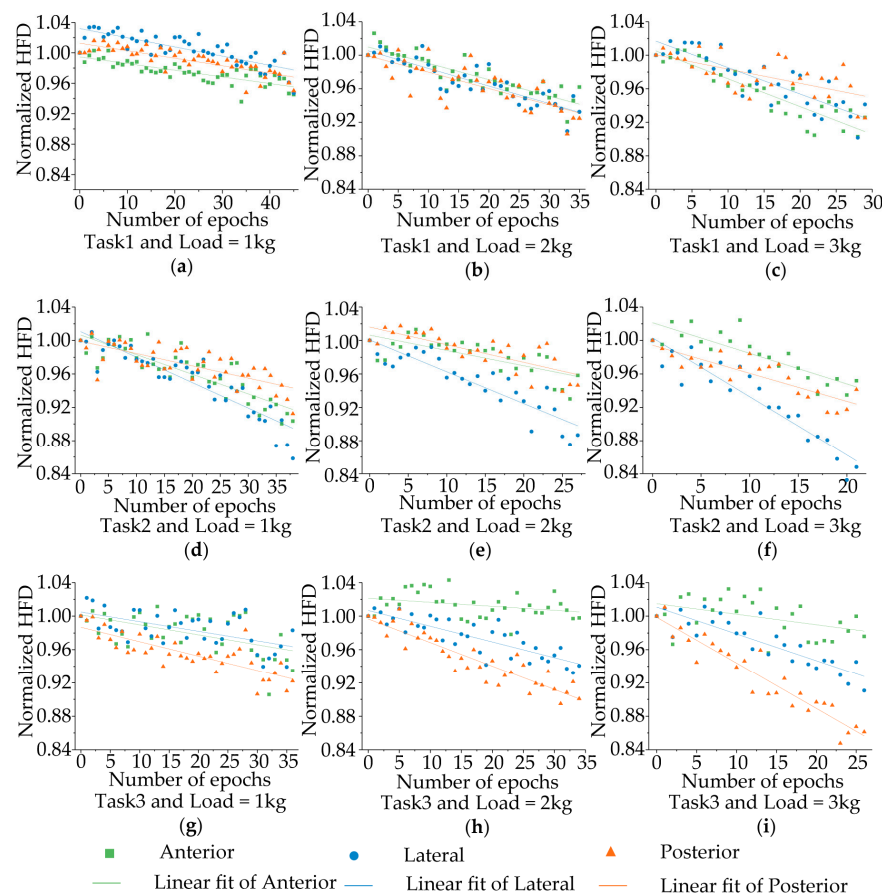 1.04
1.00
0.96
0.92
0.88
0.84
Normalized HFD
0 10 20 30 40
Number of epochs
Task1 and Load = 1kg
(a)
1.04
1.00
0.96
0.92
0.88
0.84
Normalized HFD
0 5 10 15 20 25 30 35
Number of epochs
Task1 and Load = 2kg
(b)
1.04
1.00
0.96
0.92
0.88
0.84
Normalized HFD
0 5 10 15 20 25 30
Number of epochs
Task1 and Load = 3kg
(c)
1.04
1.00
0.96
0.92
0.88
0.84
Normalized HFD
0 5 10 15 20 25 30 35
Number of epochs
Task2 and Load = 1kg
(d)
1.04
1.00
0.96
0.92
0.88
0.84
Normalized HFD
0 5 10 15 20 25
Number of epochs
Task2 and Load = 2kg
(e)
1.04
1.00
0.96
0.92
0.88
0.84
Normalized HFD
0 5 10 15 20
Number of epochs
Task2 and Load = 3kg
(f)
1.04
1.00
0.96
0.92
0.88
0.84
Normalized HFD
0 5 10 15 20 25 30 35
Number of epochs
Task3 and Load = 1kg
(g)
1.04
1.00
0.96
0.92
0.88
0.84
Normalized HFD
0 5 10 15 20 25 30 35
Number of epochs
Task3 and Load = 2kg
(h)
1.04
1.00
0.96
0.92
0.88
0.84
Normalized HFD
0 5 10 15 20 25
Number of epochs
Task3 and Load = 3kg
(i)
Anterior Lateral Posterior
Linear fit of Anterior Linear fit of Lateral Linear fit of Posterior